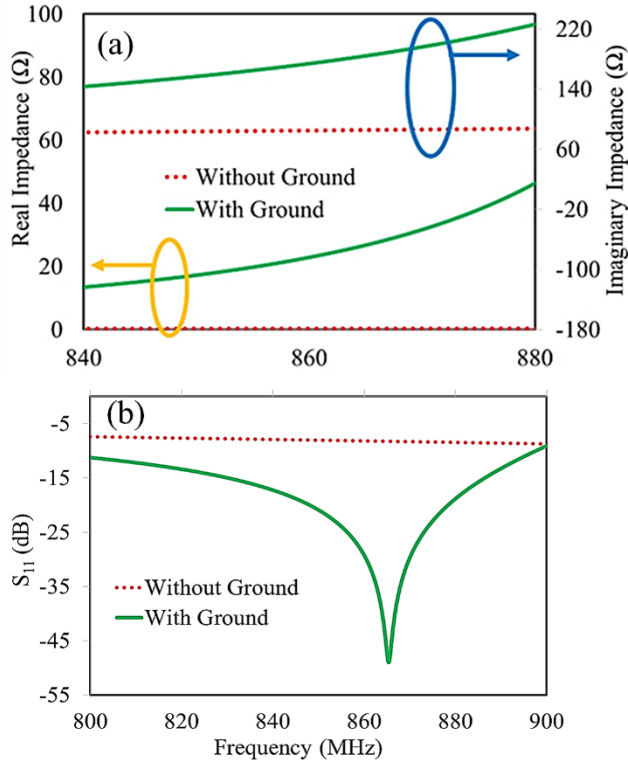 (a)
100
80
60
40
20
0
Real Impedance (Ω)
220
140
60
-20
-100
-180
Imaginary Impedance (Ω)
Without Ground
With Ground
840
860
880
(b)
-5
-15
-25
-35
-45
-55
S11 (dB)
Without Ground
With Ground
800
820
840
860
880
900
Frequency (MHz)